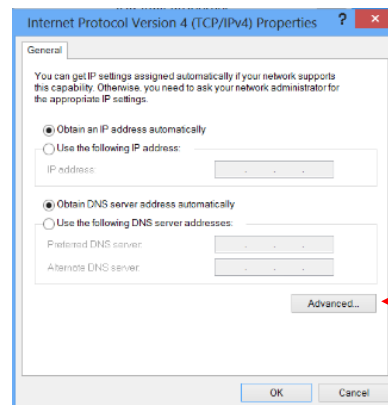 Internet Protocol Version 4 (TCP/IPv4) Properties ? ×
General
You can get IP settings assigned automatically if your network supports
this capability. Otherwise, you need to ask your network administrator for
the appropriate IP settings.
Obtain an IP address automatically
Use the following IP address:
IP address:
Obtain DNS server address automatically
Use the following DNS server addresses:
Preferred DNS server:
Alternate DNS server:
Advanced...
OK Cancel